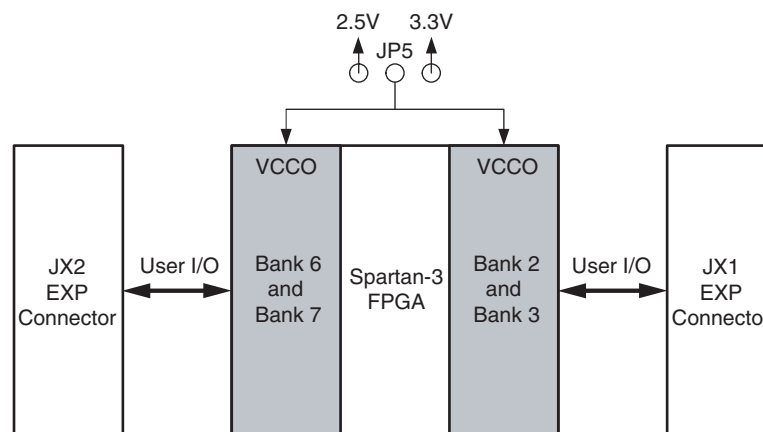 2.5V 3.3V
JP5
VCCO VCCO
JX2
EXP
Connector
User I/O
Bank 6
and
Bank 7
Spartan-3
FPGA
Bank 2
and
Bank 3
User I/O
JX1
EXP
Connecto